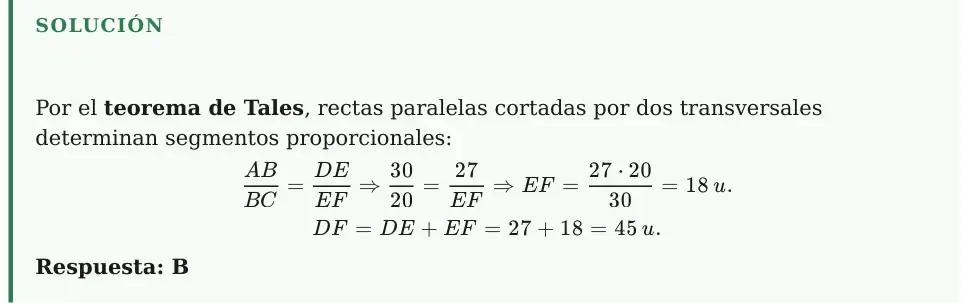 SOLUCIÓN
Por el teorema de Tales, rectas paralelas cortadas por dos transversales
determinan segmentos proporcionales:
AB/BC = DE/EF ⇒ 30/20 = 27/EF ⇒ EF = 27 · 20/30 = 18 u.
DF = DE + EF = 27 + 18 = 45 u.
Respuesta: B